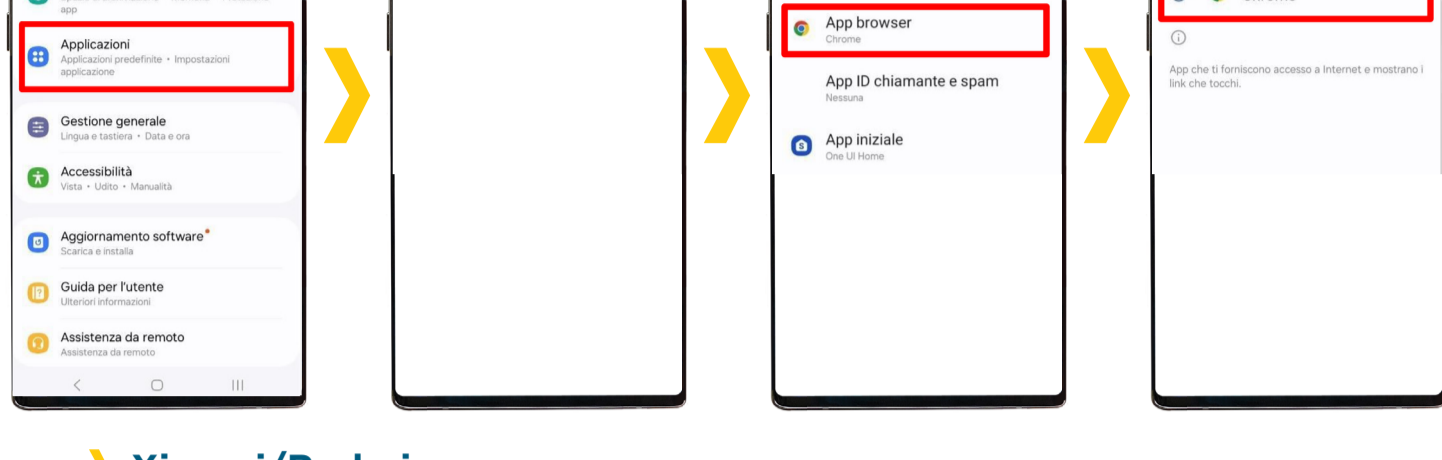 app
Applicazioni
Applicazioni predefinite • Impostazioni
applicazione
Gestione generale
Lingua e tastiera • Data e ora
Accessibilità
Vista • Udito • Manualità
Aggiornamento software
Scarica e installa
Guida per l'utente
Ulteriori informazioni
Assistenza da remoto
Assistenza da remoto
App browser
Chrome
App ID chiamante e spam
Nessuna
App iniziale
One UI Home
App che ti forniscono accesso a Internet e mostrano i
link che tocchi.